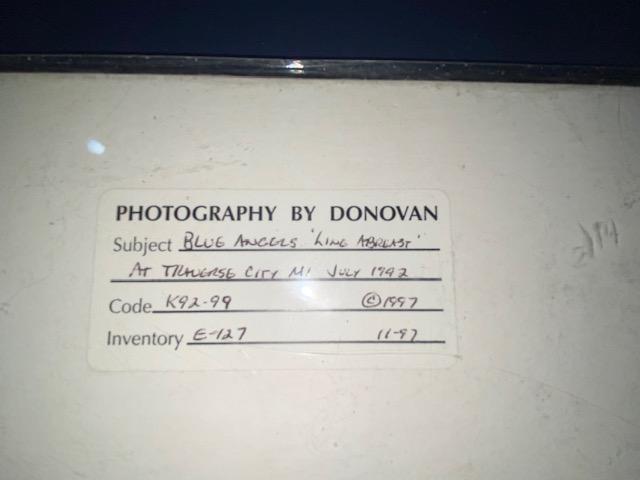 PHOTOGRAPHY BY DONOVAN
Subject BLUE ANGELS 'LINE ABREAST'
AT TRAVERSE CITY MI JULY 1992
Code K92-99 ©1997
Inventory E-127 11-97